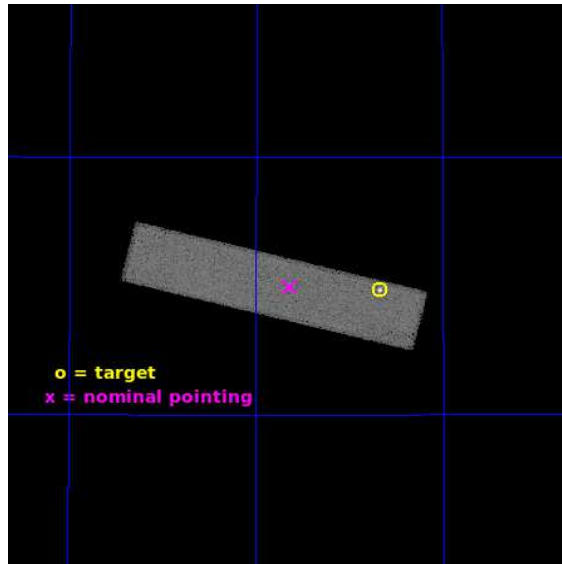 o = target
x = nominal pointing